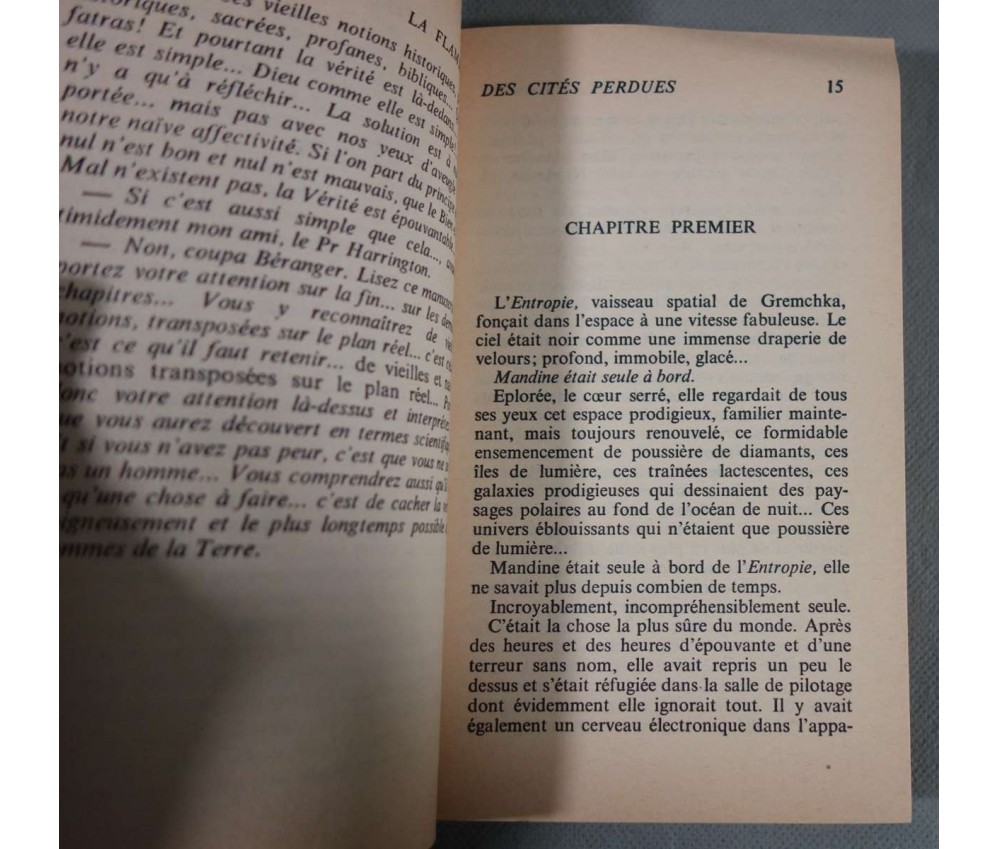 LA FLAM
vieilles notions historiques,
sacrées, profanes, bibliques...
fatras! Et pourtant la vérité est là-dedans...
elle est simple... Dieu comme elle est simple!
n'y a qu'à réfléchir... La solution est à
portée... mais pas avec nos yeux d'aveugle
notre naïve affectivité. Si l'on part du principe
nul n'est bon et nul n'est mauvais, que le Bien
Mal n'existent pas, la Vérité est épouvantable.
— Si c'est aussi simple que cela...,
timidement mon ami, le Pr Harrington.
— Non, coupa Béranger. Lisez ce
portez votre attention sur la fin... sur les
chapitres... Vous y reconnaîtrez de
notions, transposées sur le plan réel... c'est
c'est ce qu'il faut retenir... de vieilles et
notions transposées sur le plan réel...
donc votre attention là-dessus et
que vous aurez découvert en termes
si vous n'avez pas peur, c'est que vous ne
pas un homme... Vous comprendrez aussi qu'il
qu'une chose à faire... c'est de cacher la
et le plus longtemps possible
de la Terre.
DES CITÉS PERDUES 15
CHAPITRE PREMIER
L'Entropie, vaisseau spatial de Gremchka,
fonçait dans l'espace à une vitesse fabuleuse. Le
ciel était noir comme une immense draperie de
velours; profond, immobile, glacé...
Mandine était seule à bord.
Eplorée, le cœur serré, elle regardait de tous
ses yeux cet espace prodigieux, familier mainte-
nant, mais toujours renouvelé, ce formidable
ensemencement de poussière de diamants, ces
îles de lumière, ces traînées lactescentes, ces
galaxies prodigieuses qui dessinaient des pay-
sages polaires au fond de l'océan de nuit... Ces
univers éblouissants qui n'étaient que poussière
de lumière...
Mandine était seule à bord de l'Entropie, elle
ne savait plus depuis combien de temps.
Incroyablement, incompréhensiblement seule.
C'était la chose la plus sûre du monde. Après
des heures et des heures d'épouvante et d'une
terreur sans nom, elle avait repris un peu le
dessus et s'était réfugiée dans la salle de pilotage
dont évidemment elle ignorait tout. Il y avait
également un cerveau électronique dans l'appa-